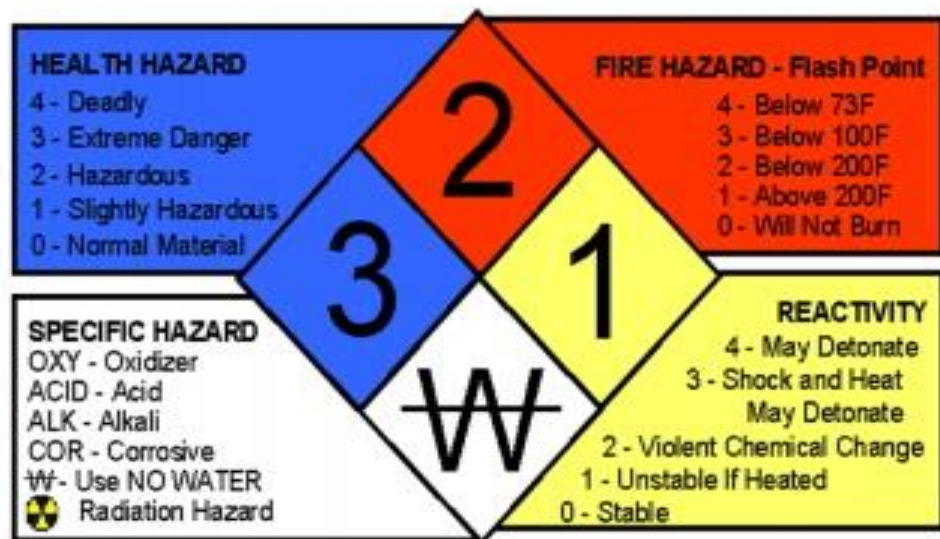 HEALTH HAZARD
4 - Deadly
3 - Extreme Danger
2 - Hazardous
1 - Slightly Hazardous
0 - Normal Material
2
FIRE HAZARD - Flash Point
4 - Below 73F
3 - Below 100F
2 - Below 200F
1 - Above 200F
0 - Will Not Burn
3
1
SPECIFIC HAZARD
OXY - Oxidizer
ACID - Acid
ALK - Alkali
COR - Corrosive
W - Use NO WATER
Radiation Hazard
W
REACTIVITY
4 - May Detonate
3 - Shock and Heat
May Detonate
2 - Violent Chemical Change
1 - Unstable If Heated
0 - Stable